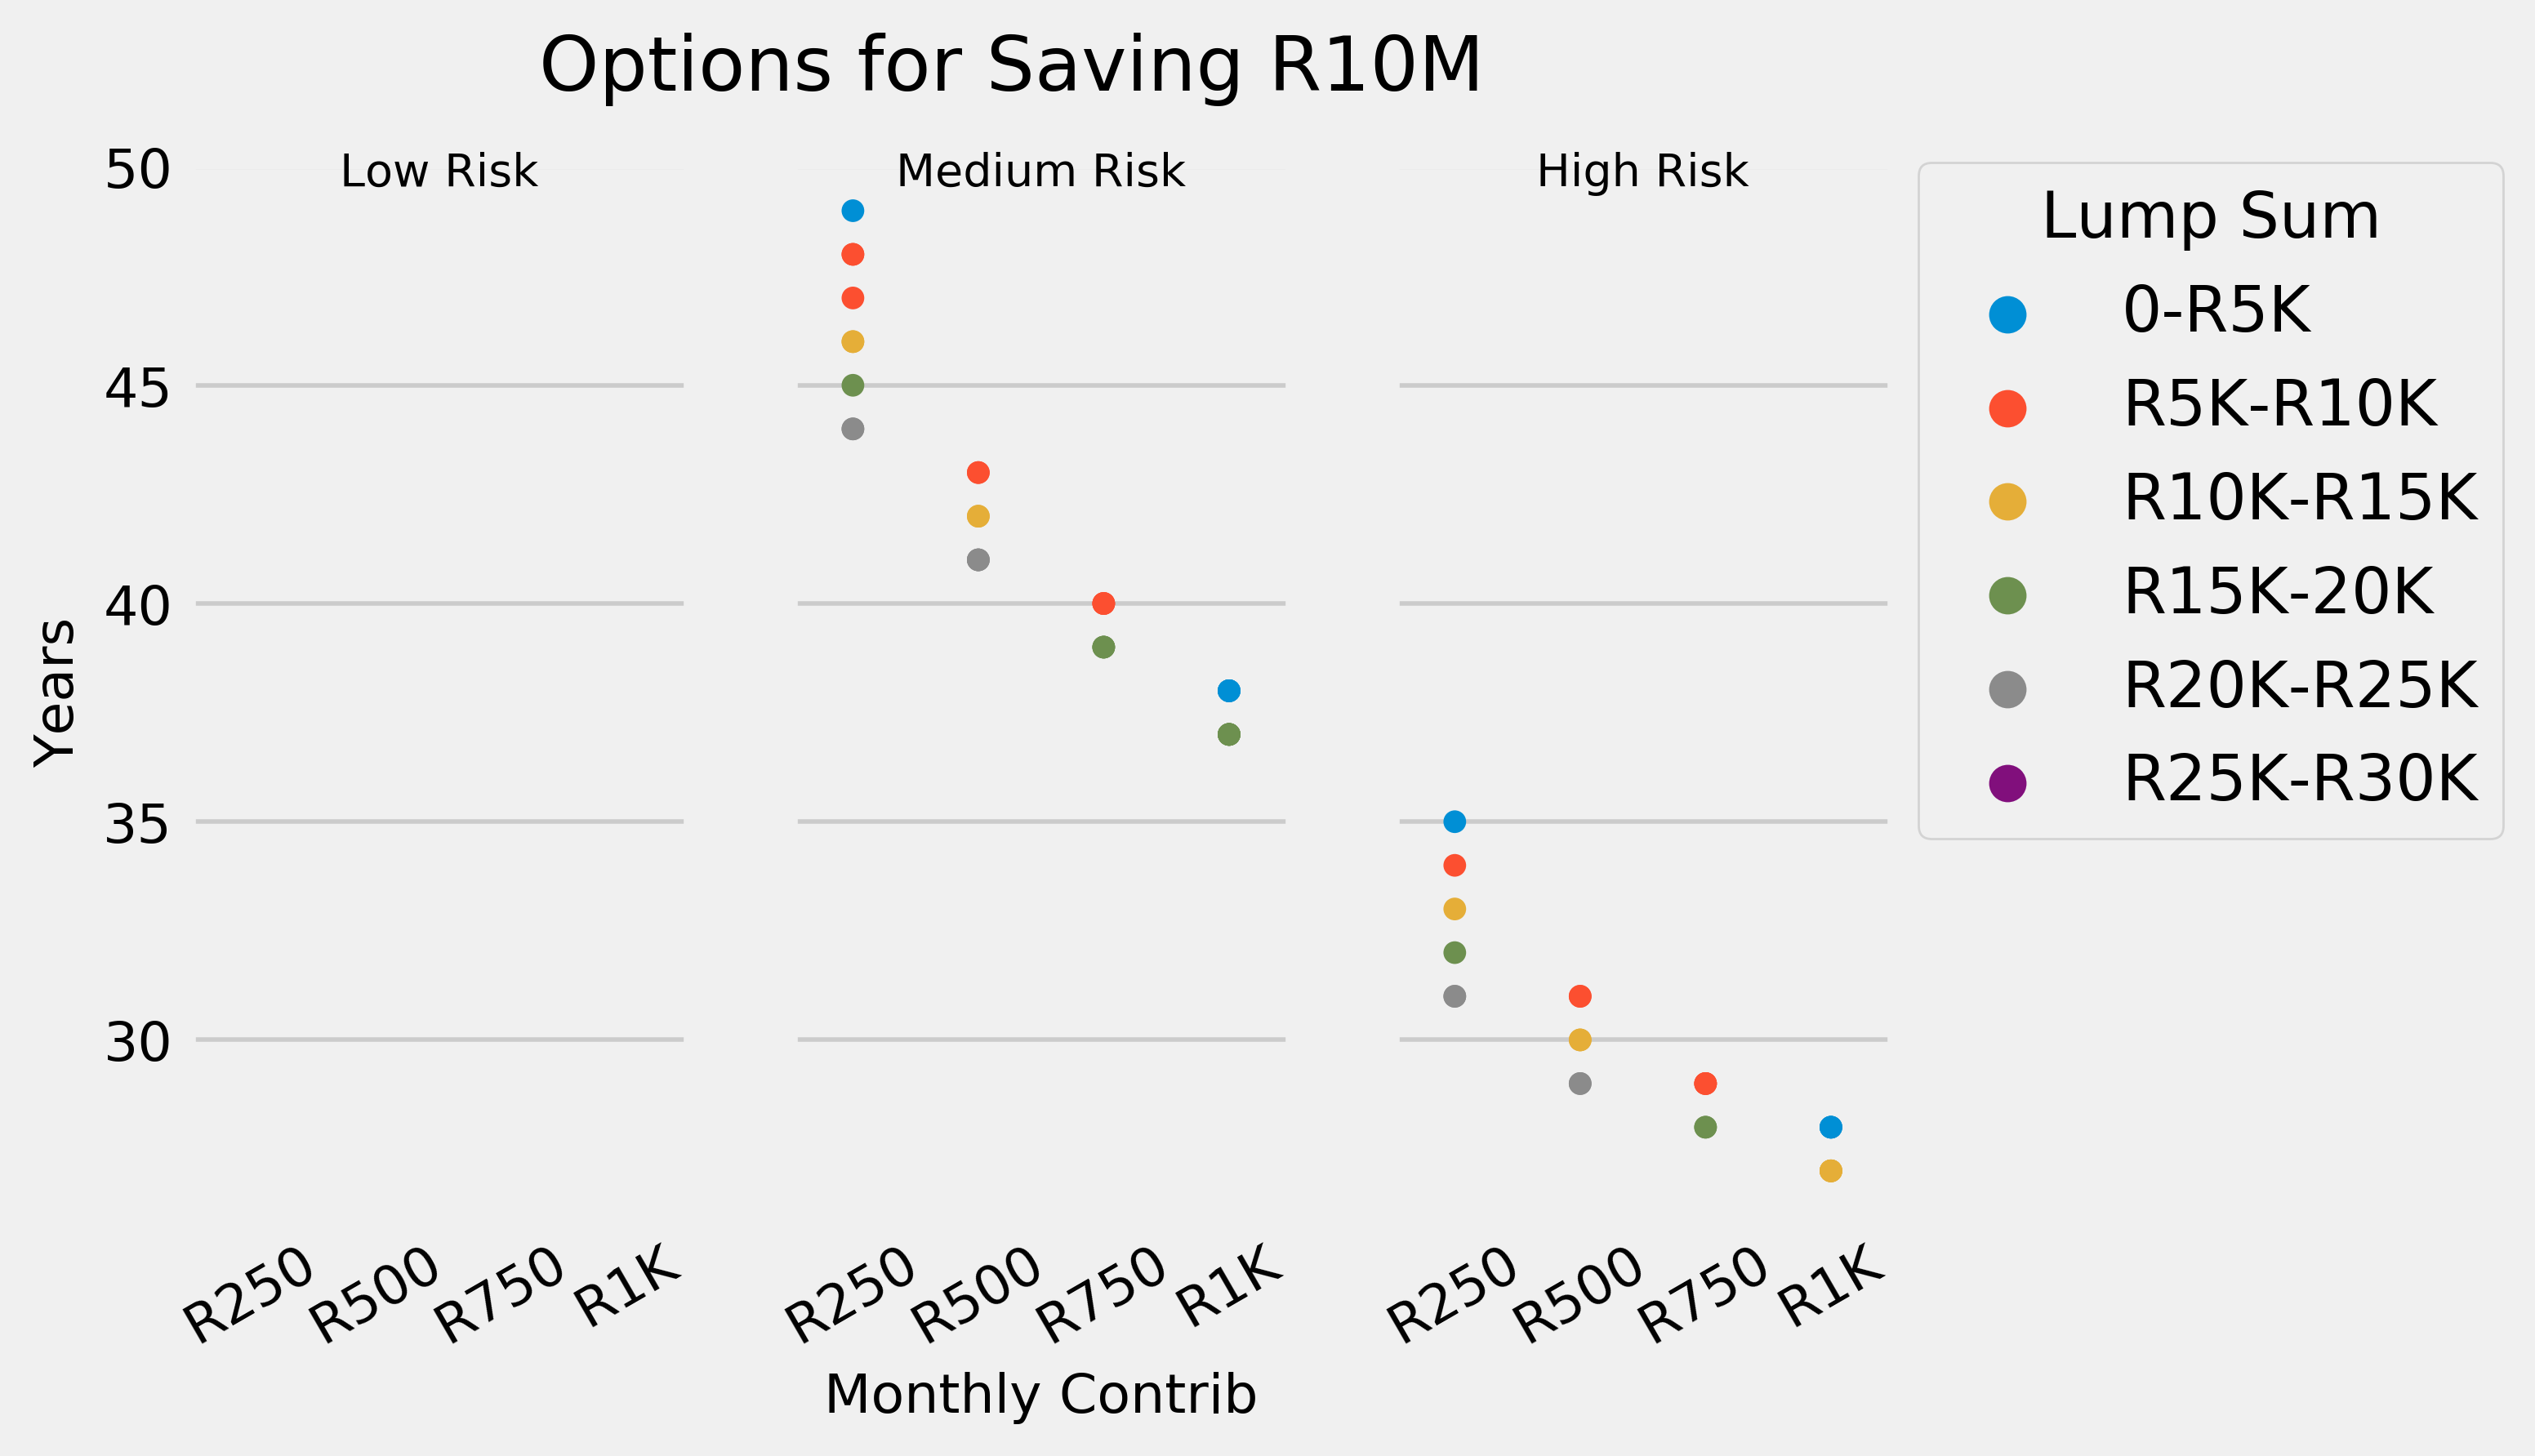 Options for Saving R10M
Low Risk
Medium Risk
High Risk
50
45
40
35
30
Years
R250
R500
R750
R1K
R250
R500
R750
R1K
R250
R500
R750
R1K
Monthly Contrib
Lump Sum
0-R5K
R5K-R10K
R10K-R15K
R15K-20K
R20K-R25K
R25K-R30K